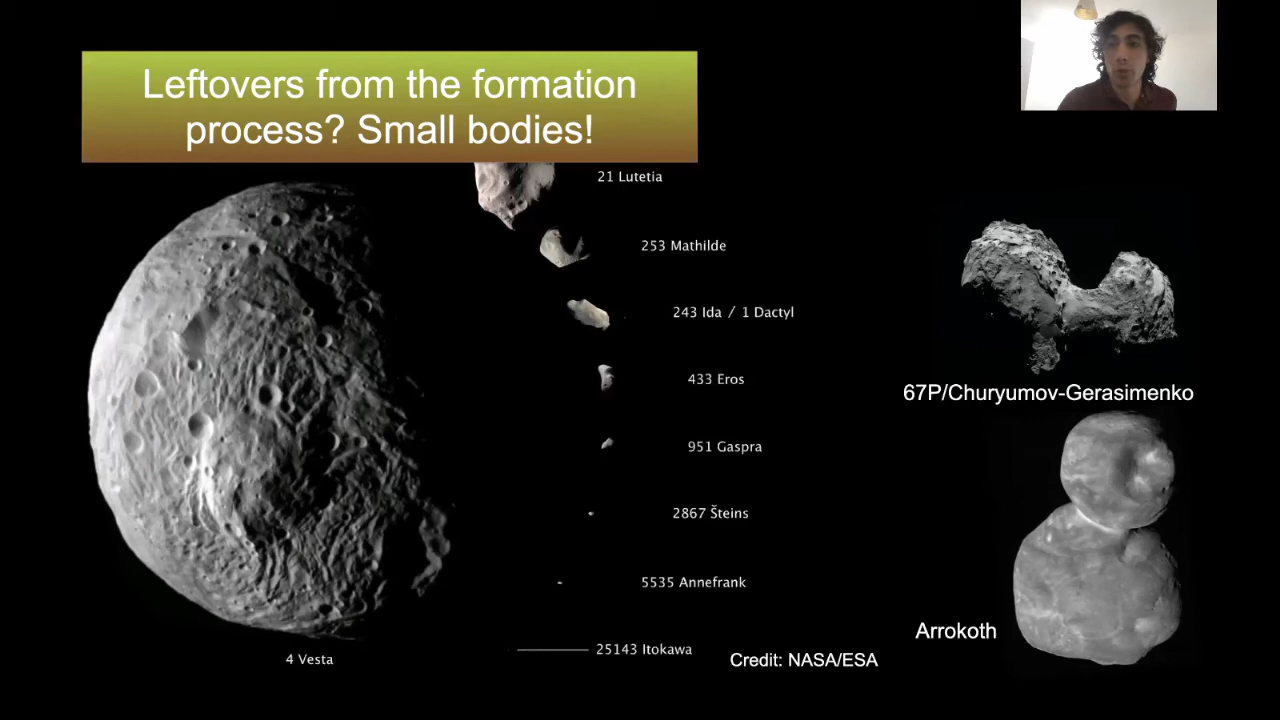 Leftovers from the formation
process? Small bodies!
21 Lutetia
253 Mathilde
243 Ida / 1 Dactyl
433 Eros
951 Gaspra
2867 Šteins
5535 Annefrank
25143 Itokawa
4 Vesta
Credit: NASA/ESA
67P/Churyumov-Gerasimenko
Arrokoth